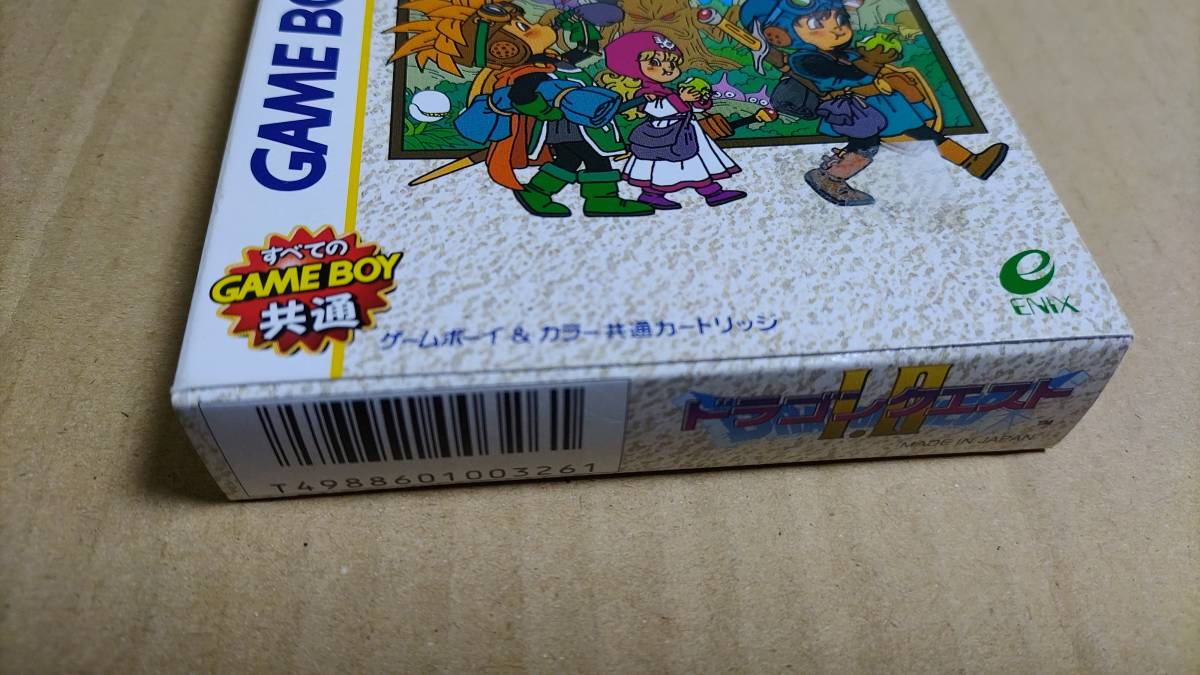 GAME BO
すべての
GAME BOY
共通
ゲームボーイ & カラー共通カートリッジ
e
ENIX
T4988601003261
ドラゴンクエスト
I・II
TM
MADE IN JAPAN